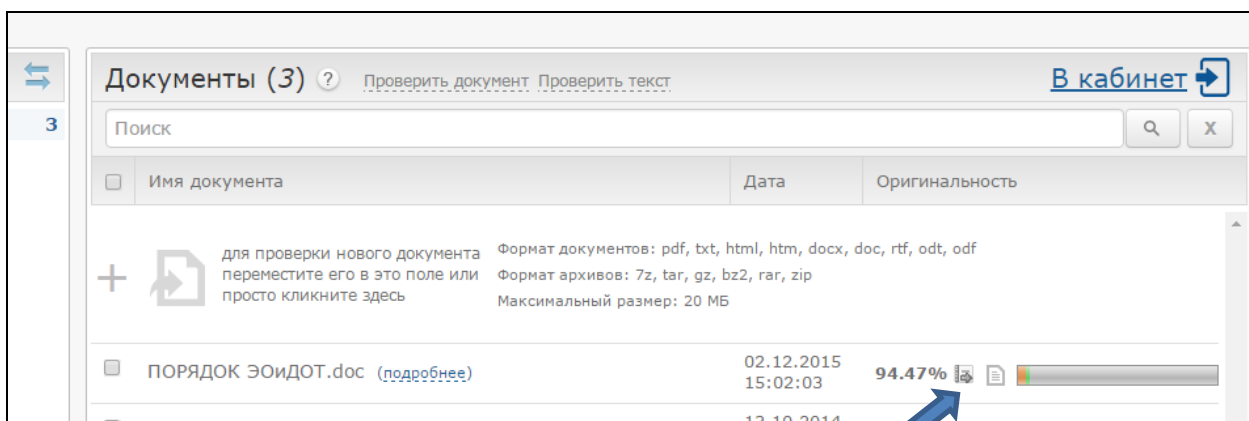 Документы (3) ? Проверить документ Проверить текст В кабинет
3
Поиск X
Имя документа Дата Оригинальность
для проверки нового документа
переместите его в это поле или
просто кликните здесь
Формат документов: pdf, txt, html, htm, docx, doc, rtf, odt, odf
Формат архивов: 7z, tar, gz, bz2, rar, zip
Максимальный размер: 20 МБ
ПОРЯДОК ЭОиДОТ.doc (подробнее)
02.12.2015
15:02:03
94.47%